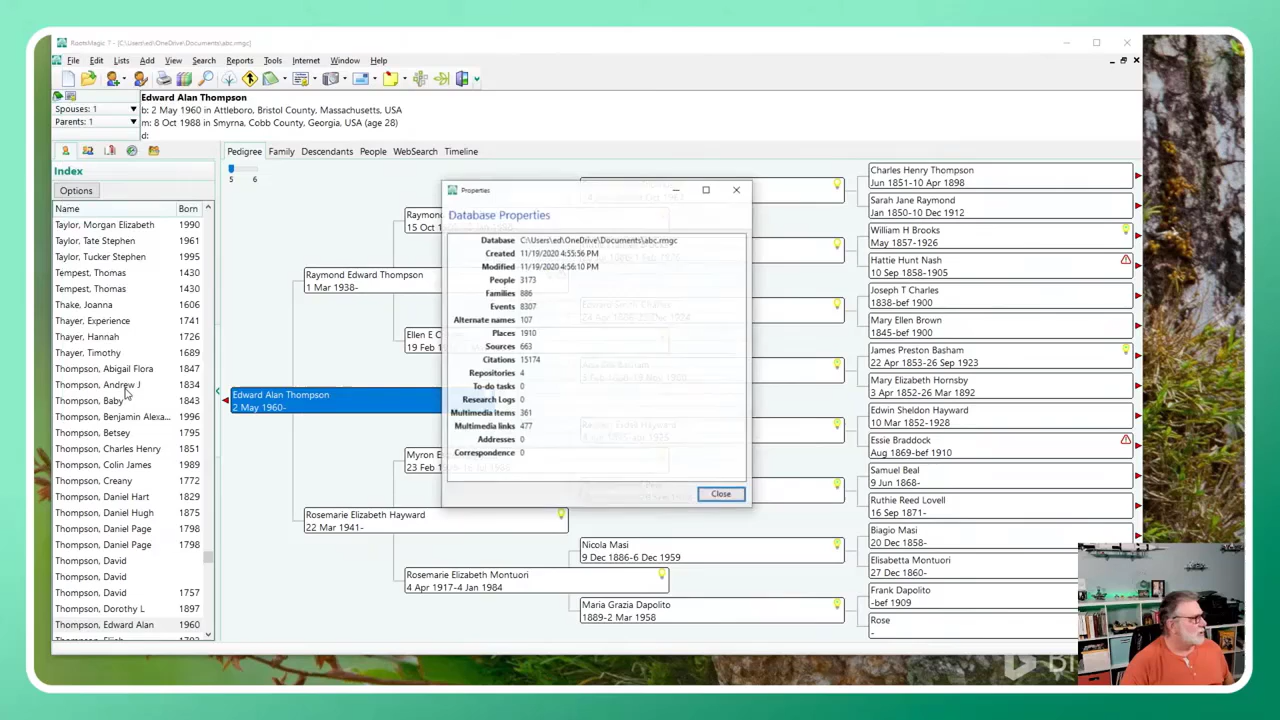 RootsMagic 7 - [C:\Users\ed\OneDrive\Documents\abc.rmgc]
File Edit Lists Add View Search Reports Tools Internet Window Help
Edward Alan Thompson
Spouses: 1
b: 2 May 1960 in Attleboro, Bristol County, Massachusetts, USA
Parents: 1
m: 8 Oct 1988 in Smyrna, Cobb County, Georgia, USA (age 28)
d:
Pedigree Family Descendants People WebSearch Timeline
Index
5 6
Options
Name Born
Taylor, Morgan Elizabeth 1990
Taylor, Tate Stephen 1961
Taylor, Tucker Stephen 1995
Tempest, Thomas 1430
Tempest, Thomas 1430
Thake, Joanna 1606
Thayer, Experience 1741
Thayer, Hannah 1726
Thayer, Timothy 1689
Thompson, Abigail Flora 1847
Thompson, Andrew J 1834
Thompson, Baby 1843
Thompson, Benjamin Alexa... 1996
Thompson, Betsey 1795
Thompson, Charles Henry 1851
Thompson, Colin James 1989
Thompson, Creany 1772
Thompson, Daniel Hart 1829
Thompson, Daniel Hugh 1875
Thompson, Daniel Page 1798
Thompson, Daniel Page 1798
Thompson, David
Thompson, David
Thompson, David 1757
Thompson, Dorothy L 1897
Thompson, Edward Alan 1960
Edward Alan Thompson
2 May 1960-
Raymond Edward Thompson
1 Mar 1938-
Rosemarie Elizabeth Hayward
22 Mar 1941-
Raymo
15 Oct
Ellen E
19 Feb
Myron
23 Feb
Rosemarie Elizabeth Montuori
4 Apr 1917-4 Jan 1984
Properties
Database Properties
Database C:\Users\ed\OneDrive\Documents\abc.rmgc
Created 11/19/2020 4:55:56 PM
Modified 11/19/2020 4:56:10 PM
People 3173
Families 886
Events 8307
Alternate names 107
Places 1910
Sources 663
Citations 15174
Repositories 4
To-do tasks 0
Research Logs 0
Multimedia items 361
Multimedia links 477
Addresses 0
Correspondence 0
Close
Nicola Masi
9 Dec 1886-6 Dec 1959
Maria Grazia Dapolito
1889-2 Mar 1958
Charles Henry Thompson
Jun 1851-10 Apr 1898
Sarah Jane Raymond
Jan 1850-10 Dec 1912
William H Brooks
May 1857-1926
Hattie Hunt Nash
10 Sep 1858-1905
Joseph T Charles
1838-bef 1900
Mary Ellen Brown
1845-bef 1900
James Preston Basham
22 Apr 1853-26 Sep 1923
Mary Elizabeth Hornsby
3 Apr 1852-26 Mar 1892
Edwin Sheldon Hayward
10 Mar 1852-1928
Essie Braddock
Aug 1869-bef 1910
Samuel Beal
9 Jun 1868-
Ruthie Reed Lovell
16 Sep 1871-
Biagio Masi
20 Dec 1858-
Elisabetta Montuori
27 Dec 1860-
Frank Dapolito
-bef 1909
Rose
-